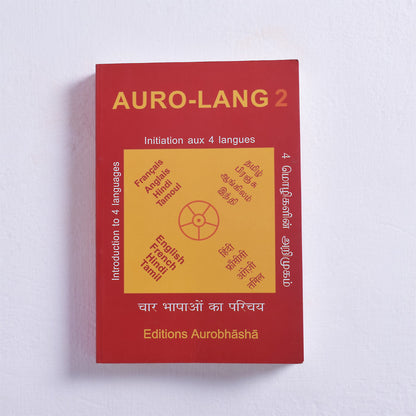 AURO-LANG 2
Initiation aux 4 langues
Introduction to 4 languages
Français
Anglais
Hindi
Tamoul
தமிழ்
பிரஞ்சு
ஆங்கிலம்
இந்தி
4 மொழிகளின் அறிமுகம்
English
French
Hindi
Tamil
हिंदी
फ्रांसीसी
अंग्रेजी
तमिल
चार भाषाओं का परिचय
Editions Aurobhāshā